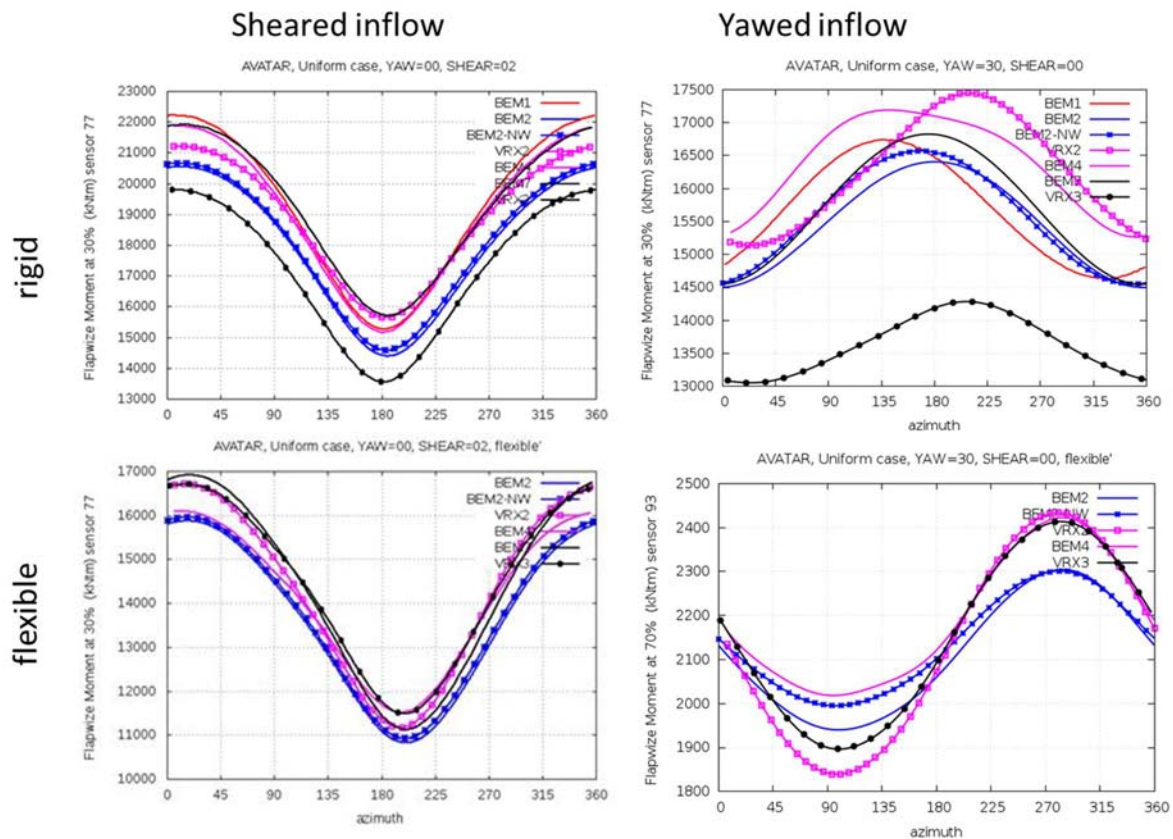 Sheared inflow
Yawed inflow
rigid
flexible
AVATAR, Uniform case, YAW=00, SHEAR=02
Flapwize Moment at 30% (kNtm) sensor 77
23000
22000
21000
20000
19000
18000
17000
16000
15000
14000
13000
BEM1
BEM2
BEM2-NW
VRX2
0 45 90 135 180 225 270 315 360
AVATAR, Uniform case, YAW=30, SHEAR=00
Flapwize Moment at 30% (kNtm) sensor 77
17500
17000
16500
16000
15500
15000
14500
14000
13500
13000
BEM1
BEM2
BEM2-NW
VRX2
BEM4
VRX3
0 45 90 135 180 225 270 315 360
azimuth
AVATAR, Uniform case, YAW=00, SHEAR=02, flexible'
Flapwize Moment at 30% (kNtm) sensor 77
17000
16000
15000
14000
13000
12000
11000
10000
BEM2
BEM2-NW
VRX2
VRX3
0 45 90 135 180 225 270 315 360
azimuth
AVATAR, Uniform case, YAW=30, SHEAR=00, flexible'
Flapwize Moment at 70% (kNtm) sensor 93
2500
2400
2300
2200
2100
2000
1900
1800
BEM2
BEM4
VRX3
0 45 90 135 180 225 270 315 360
azimuth